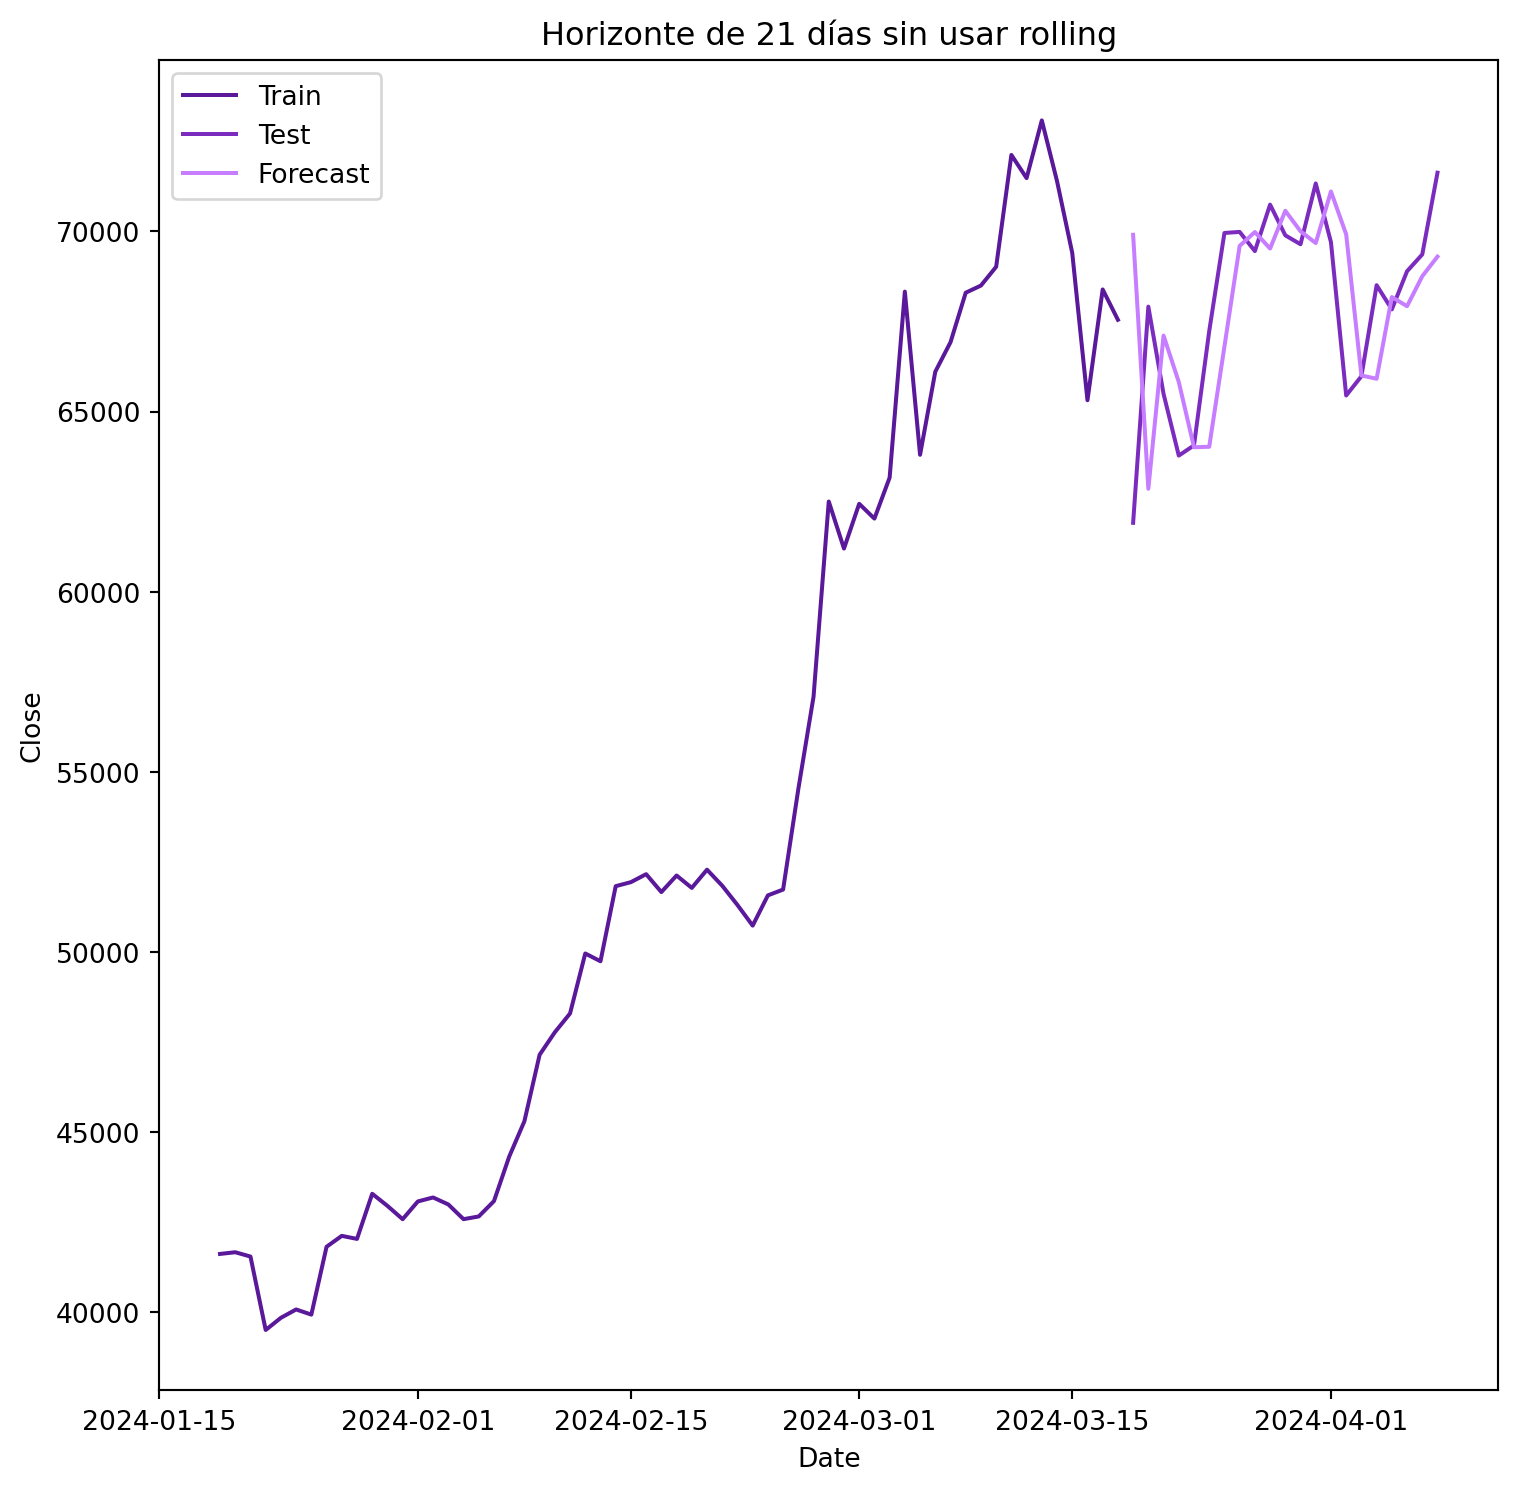 Horizonte de 21 días sin usar rolling
Train
Test
Forecast
70000
65000
60000
55000
50000
45000
40000
Close
2024-01-15 2024-02-01 2024-02-15 2024-03-01 2024-03-15 2024-04-01
Date